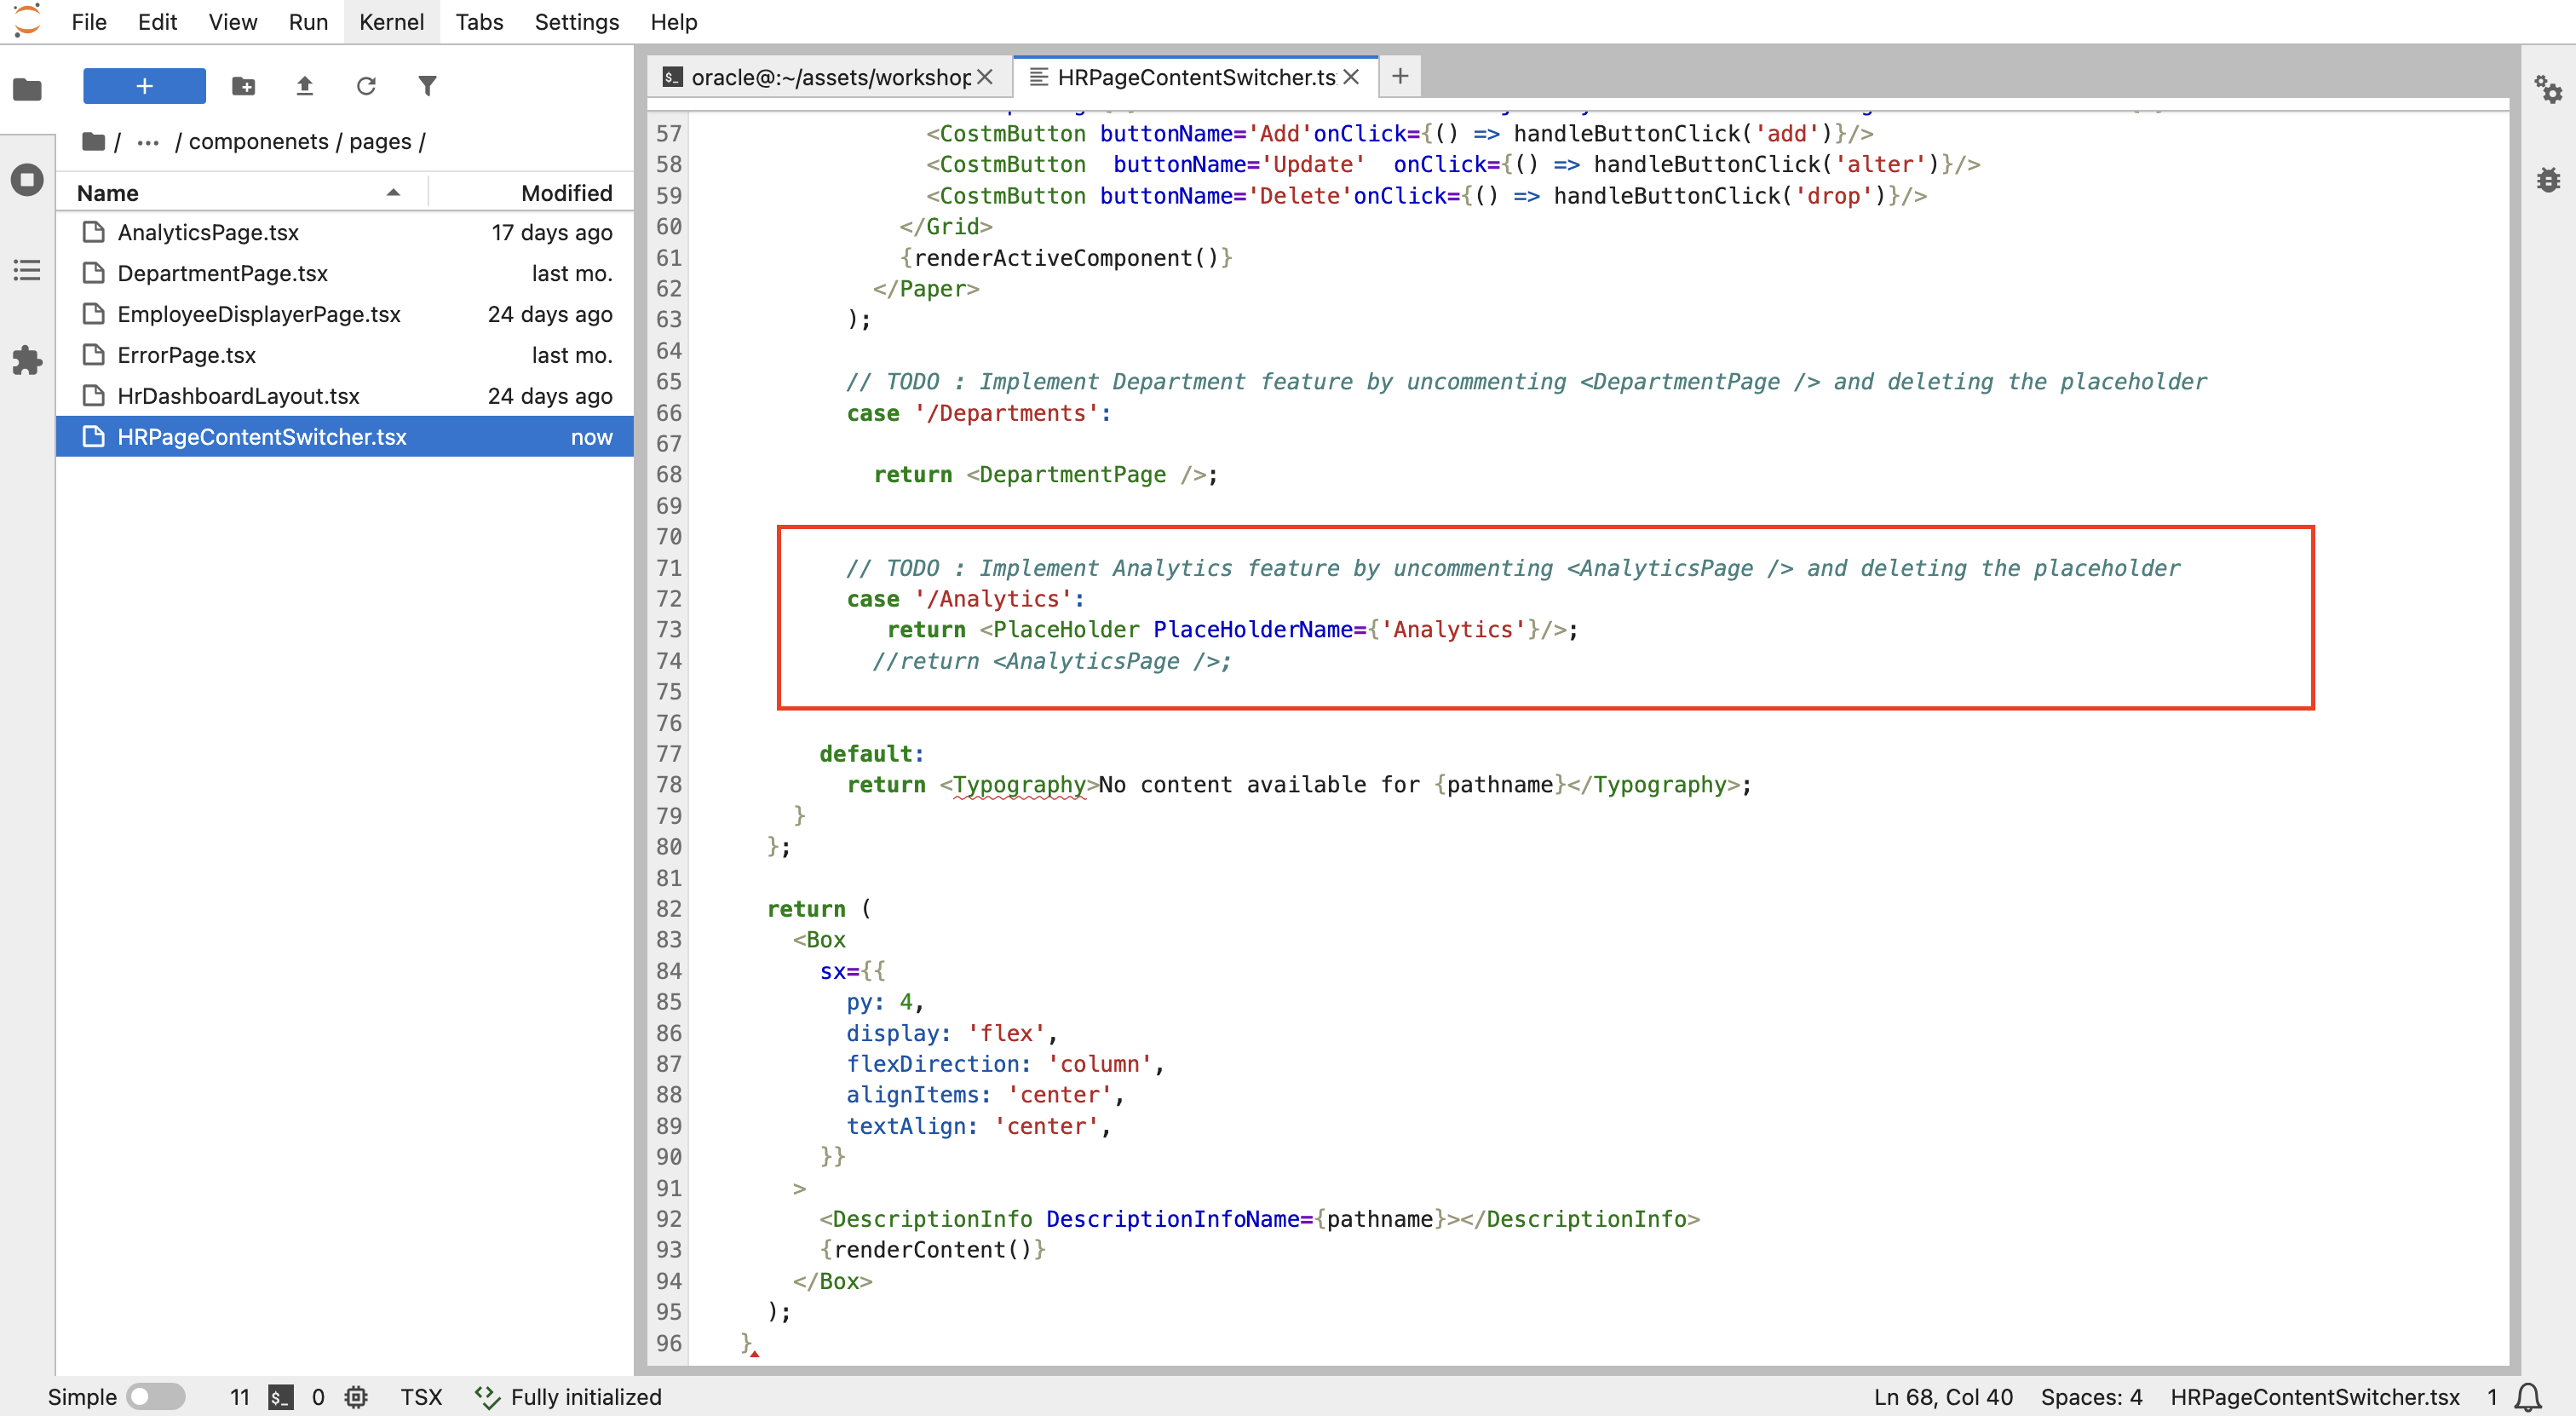 File Edit View Run Kernel Tabs Settings Help
/ ... / componenets / pages /
Name Modified
AnalyticsPage.tsx 17 days ago
DepartmentPage.tsx last mo.
EmployeeDisplayerPage.tsx 24 days ago
ErrorPage.tsx last mo.
HrDashboardLayout.tsx 24 days ago
HRPageContentSwitcher.tsx now
oracle@:~/assets/workshop
HRPageContentSwitcher.ts
57 <CostmButton buttonName='Add'onClick={() => handleButtonClick('add')}/>
58 <CostmButton  buttonName='Update'  onClick={() => handleButtonClick('alter')}/>
59 <CostmButton buttonName='Delete'onClick={() => handleButtonClick('drop')}/>
60 </Grid>
61 {renderActiveComponent()}
62 </Paper>
63 );
64
65 // TODO : Implement Department feature by uncommenting <DepartmentPage /> and deleting the placeholder
66 case '/Departments':
67
68 return <DepartmentPage />;
69
70
71 // TODO : Implement Analytics feature by uncommenting <AnalyticsPage /> and deleting the placeholder
72 case '/Analytics':
73 return <PlaceHolder PlaceHolderName={'Analytics'}/>;
74 //return <AnalyticsPage />;
75
76
77 default:
78 return <Typography>No content available for {pathname}</Typography>;
79 }
80 };
81
82 return (
83 <Box
84 sx={{
85 py: 4,
86 display: 'flex',
87 flexDirection: 'column',
88 alignItems: 'center',
89 textAlign: 'center',
90 }}
91 >
92 <DescriptionInfo DescriptionInfoName={pathname}></DescriptionInfo>
93 {renderContent()}
94 </Box>
95 );
96 }
Simple 11 $_ 0 TSX Fully initialized Ln 68, Col 40 Spaces: 4 HRPageContentSwitcher.tsx 1